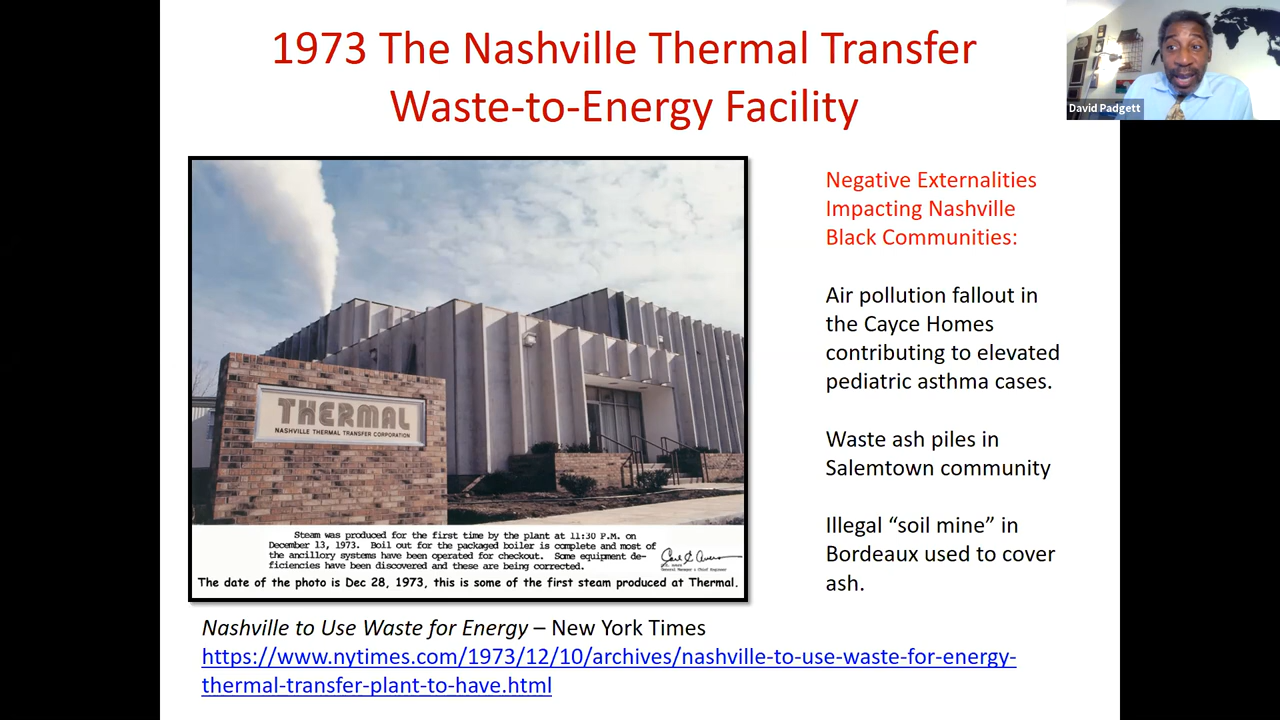 1973 The Nashville Thermal Transfer
Waste-to-Energy Facility
David Padgett
Negative Externalities
Impacting Nashville
Black Communities:
Air pollution fallout in
the Cayce Homes
contributing to elevated
pediatric asthma cases.
Waste ash piles in
Salemtown community
Illegal “soil mine” in
Bordeaux used to cover
ash.
THERMAL
NASHVILLE THERMAL TRANSFER CORPORATION
Steam was produced for the first time by the plant at 11:30 P.M. on
December 13, 1973. Boil out for the packaged boiler is complete and most of
the ancillary systems have been operated for checkout. Some equipment de-
ficiencies have been discovered and these are being corrected.
General Manager & Chief Engineer
The date of the photo is Dec 28, 1973, this is some of the first steam produced at Thermal.
Nashville to Use Waste for Energy – New York Times
https://www.nytimes.com/1973/12/10/archives/nashville-to-use-waste-for-energy-
thermal-transfer-plant-to-have.html